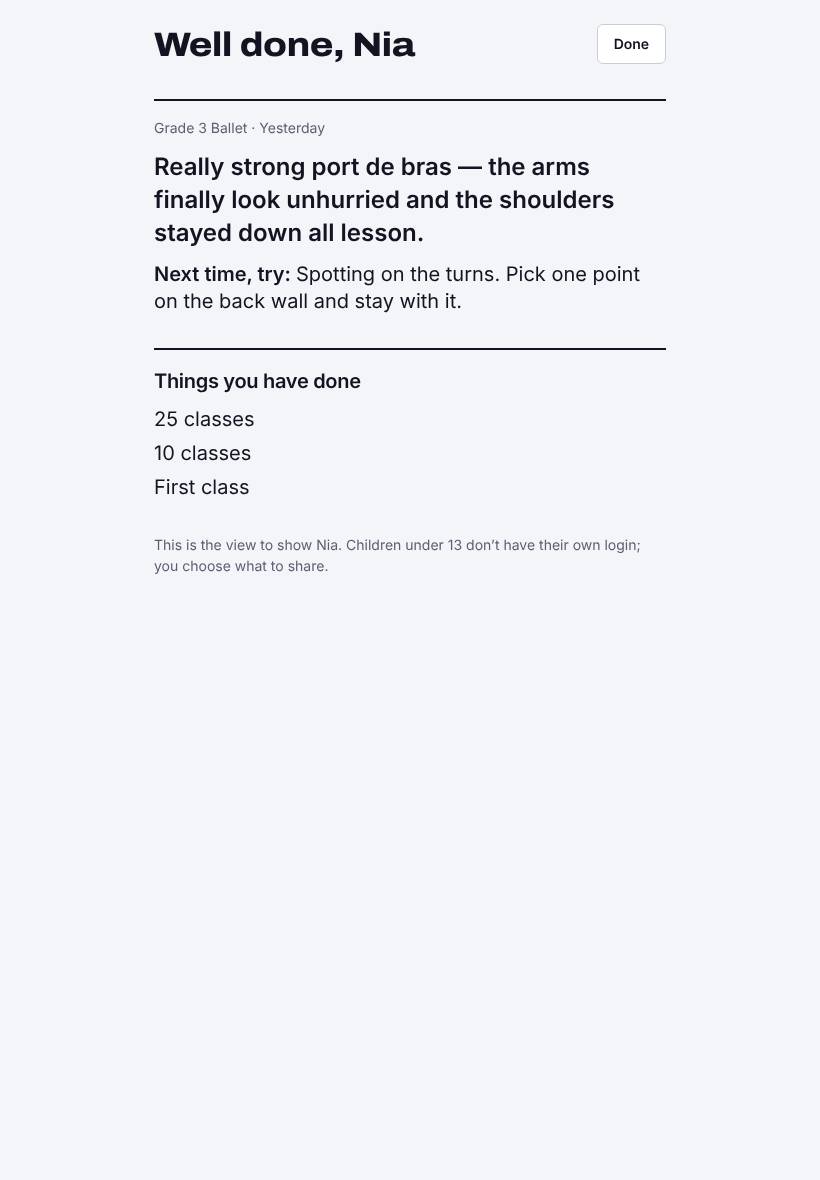 Well done, Nia
Done
Grade 3 Ballet · Yesterday
Really strong port de bras — the arms
finally look unhurried and the shoulders
stayed down all lesson.
Next time, try: Spotting on the turns. Pick one point
on the back wall and stay with it.
Things you have done
25 classes
10 classes
First class
This is the view to show Nia. Children under 13 don’t have their own login;
you choose what to share.